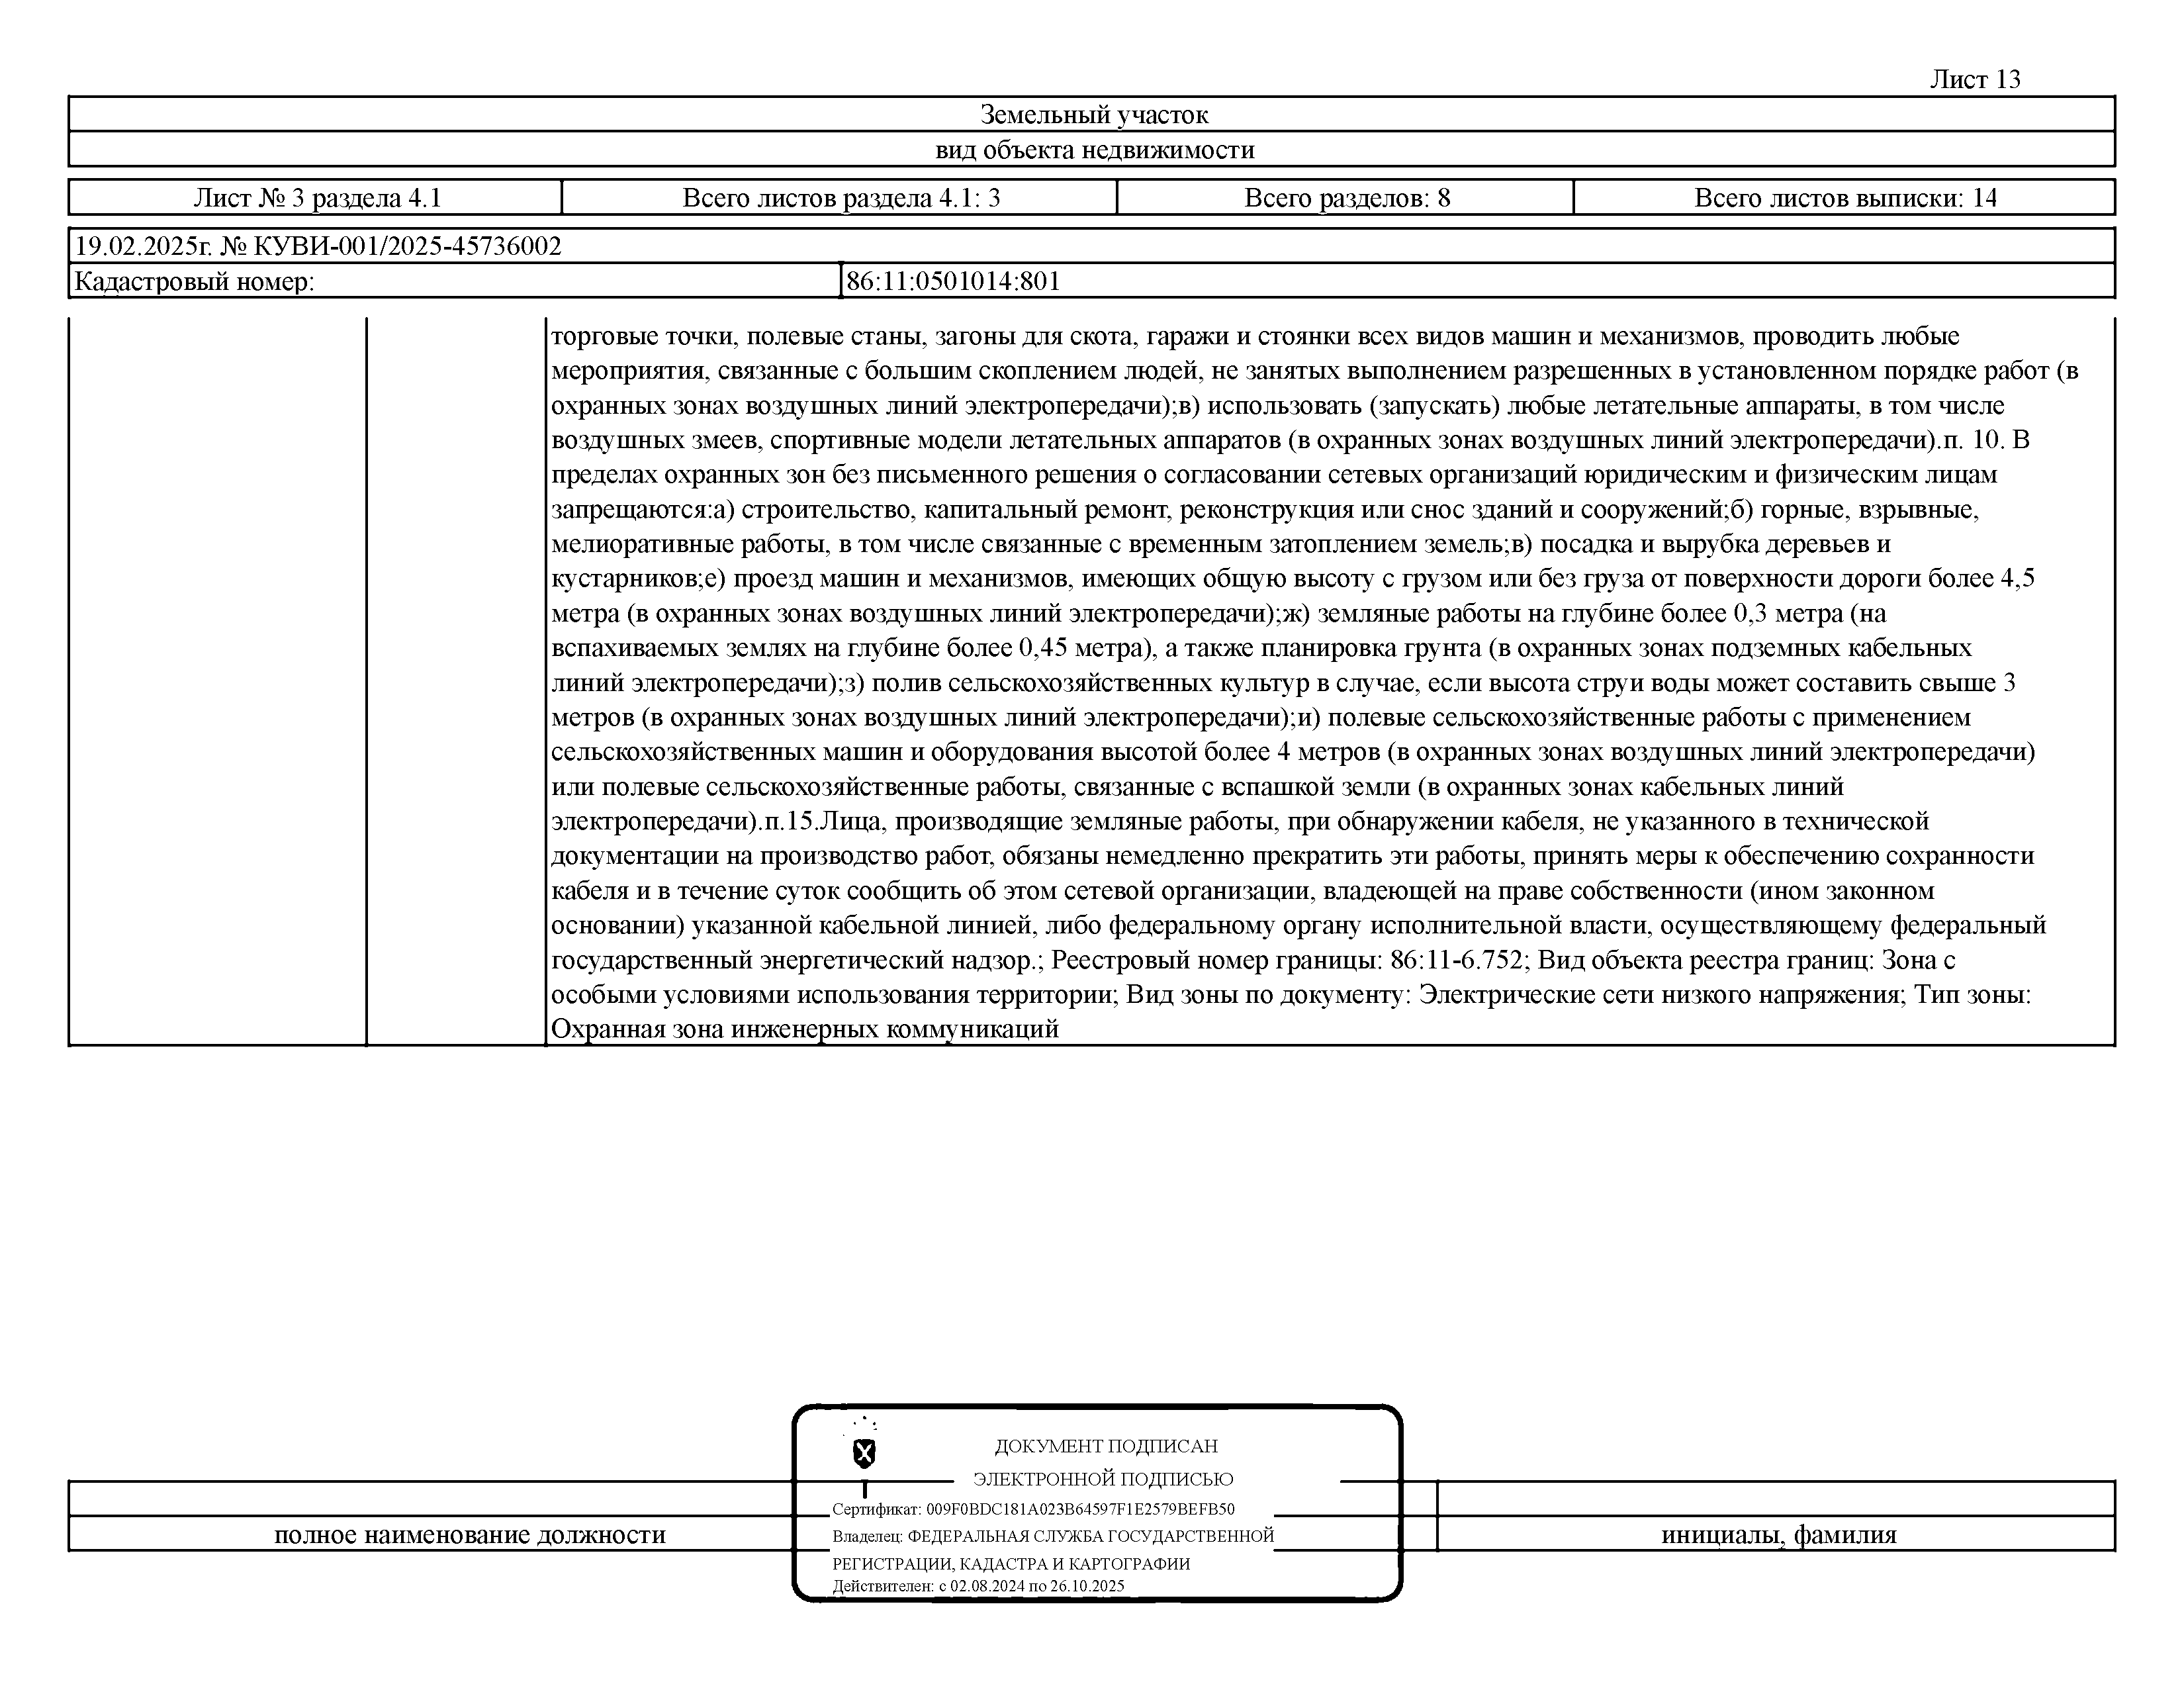 Лист 13
Земельный участок
вид объекта недвижимости
Лист № 3 раздела 4.1 Всего листов раздела 4.1: 3 Всего разделов: 8 Всего листов выписки: 14
19.02.2025г. № КУВИ-001/2025-45736002
Кадастровый номер: 86:11:0501014:801
торговые точки, полевые станы, загоны для скота, гаражи и стоянки всех видов машин и механизмов, проводить любые
мероприятия, связанные с большим скоплением людей, не занятых выполнением разрешенных в установленном порядке работ (в
охранных зонах воздушных линий электропередачи);в) использовать (запускать) любые летательные аппараты, в том числе
воздушных змеев, спортивные модели летательных аппаратов (в охранных зонах воздушных линий электропередачи).п. 10. В
пределах охранных зон без письменного решения о согласовании сетевых организаций юридическим и физическим лицам
запрещаются:а) строительство, капитальный ремонт, реконструкция или снос зданий и сооружений;б) горные, взрывные,
мелиоративные работы, в том числе связанные с временным затоплением земель;в) посадка и вырубка деревьев и
кустарников;е) проезд машин и механизмов, имеющих общую высоту с грузом или без груза от поверхности дороги более 4,5
метра (в охранных зонах воздушных линий электропередачи);ж) земляные работы на глубине более 0,3 метра (на
вспахиваемых землях на глубине более 0,45 метра), а также планировка грунта (в охранных зонах подземных кабельных
линий электропередачи);з) полив сельскохозяйственных культур в случае, если высота струи воды может составить свыше 3
метров (в охранных зонах воздушных линий электропередачи);и) полевые сельскохозяйственные работы с применением
сельскохозяйственных машин и оборудования высотой более 4 метров (в охранных зонах воздушных линий электропередачи)
или полевые сельскохозяйственные работы, связанные с вспашкой земли (в охранных зонах кабельных линий
электропередачи).п.15.Лица, производящие земляные работы, при обнаружении кабеля, не указанного в технической
документации на производство работ, обязаны немедленно прекратить эти работы, принять меры к обеспечению сохранности
кабеля и в течение суток сообщить об этом сетевой организации, владеющей на праве собственности (ином законном
основании) указанной кабельной линией, либо федеральному органу исполнительной власти, осуществляющему федеральный
государственный энергетический надзор.; Реестровый номер границы: 86:11-6.752; Вид объекта реестра границ: Зона с
особыми условиями использования территории; Вид зоны по документу: Электрические сети низкого напряжения; Тип зоны:
Охранная зона инженерных коммуникаций
ДОКУМЕНТ ПОДПИСАН
ЭЛЕКТРОННОЙ ПОДПИСЬЮ
Сертификат: 009F0BDC181A023B64597F1E2579BEFB50
Владелец: ФЕДЕРАЛЬНАЯ СЛУЖБА ГОСУДАРСТВЕННОЙ
РЕГИСТРАЦИИ, КАДАСТРА И КАРТОГРАФИИ
Действителен: с 02.08.2024 по 26.10.2025
полное наименование должности инициалы, фамилия